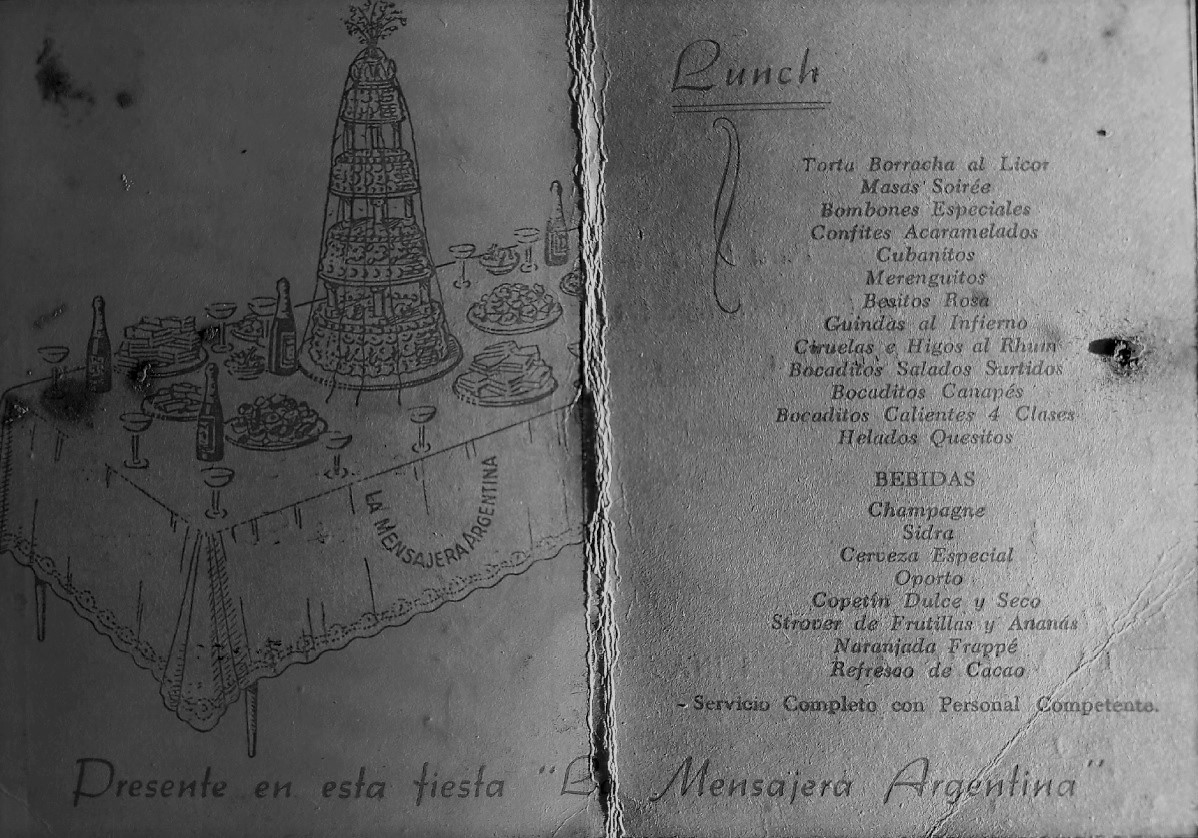 LA MENSAJERA ARGENTINA
Lunch
Torta Borracha al Licor
Masas Soirée
Bombones Especiales
Confites Acaramelados
Cubanitos
Merenguitos
Besitos Rosa
Guindas al Infierno
Ciruelas e Higos al Rhum
Bocaditos Salados Surtidos
Bocaditos Canapés
Bocaditos Calientes 4 Clases
Helados Quesitos
BEBIDAS
Champagne
Sidra
Cerveza Especial
Oporto
Copetín Dulce y Seco
Strover de Frutillas y Ananás
Naranjada Frappé
Refresco de Cacao
- Servicio Completo con Personal Competente.
Presente en esta fiesta "La Mensajera Argentina"